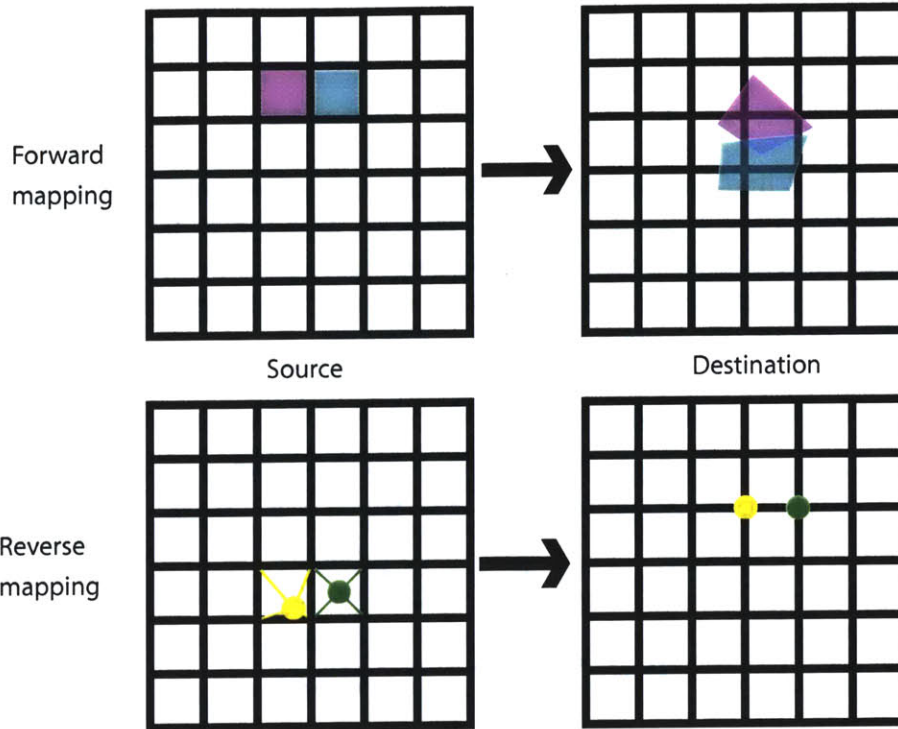 Forward
mapping
Source
Destination
Reverse
mapping